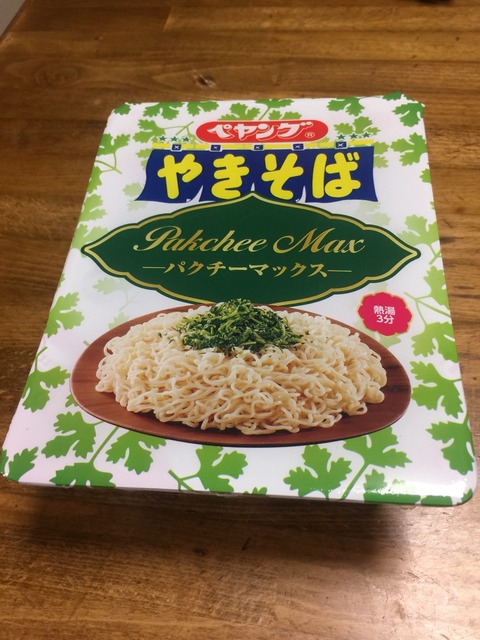 ペヤング®
やきそば
Pakchee Max
―パクチーマックス―
熱湯
3分